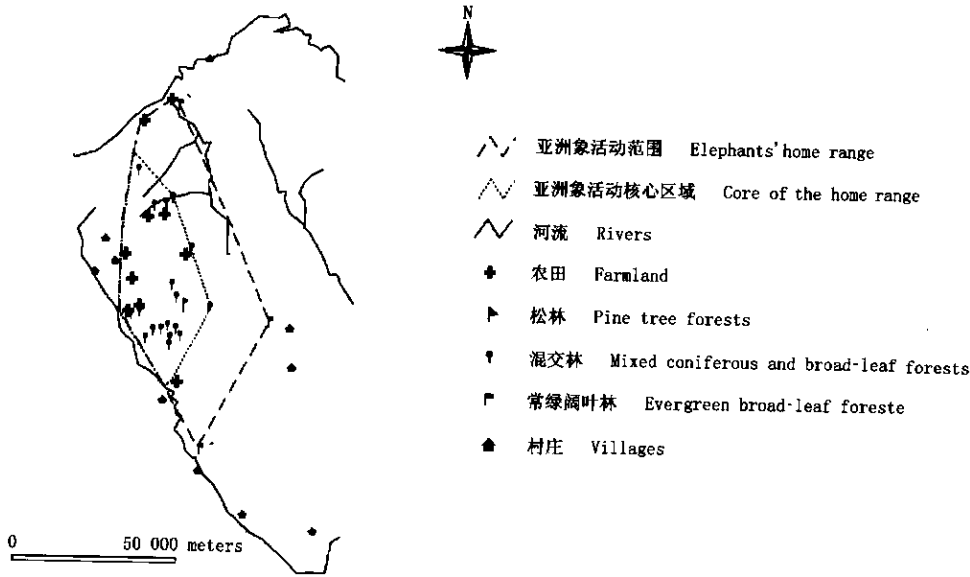 N
亚洲象活动范围 Elephants' home range
亚洲象活动核心区域 Core of the home range
河流 Rivers
农田 Farmland
松林 Pine tree forests
混交林 Mixed coniferous and broad-leaf forests
常绿阔叶林 Evergreen broad-leaf foreste
村庄 Villages
0 50 000 meters